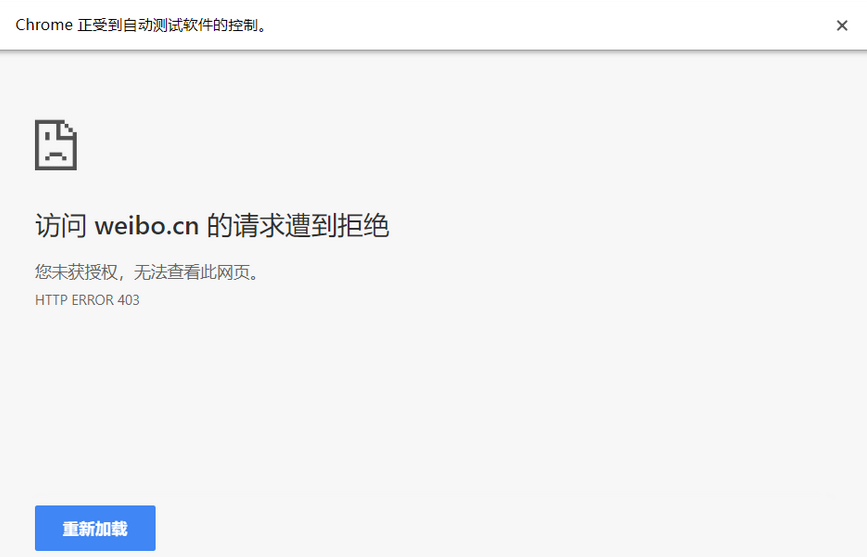 Chrome 正受到自动测试软件的控制。
访问 weibo.cn 的请求遭到拒绝
您未获授权，无法查看此网页。
HTTP ERROR 403
重新加载